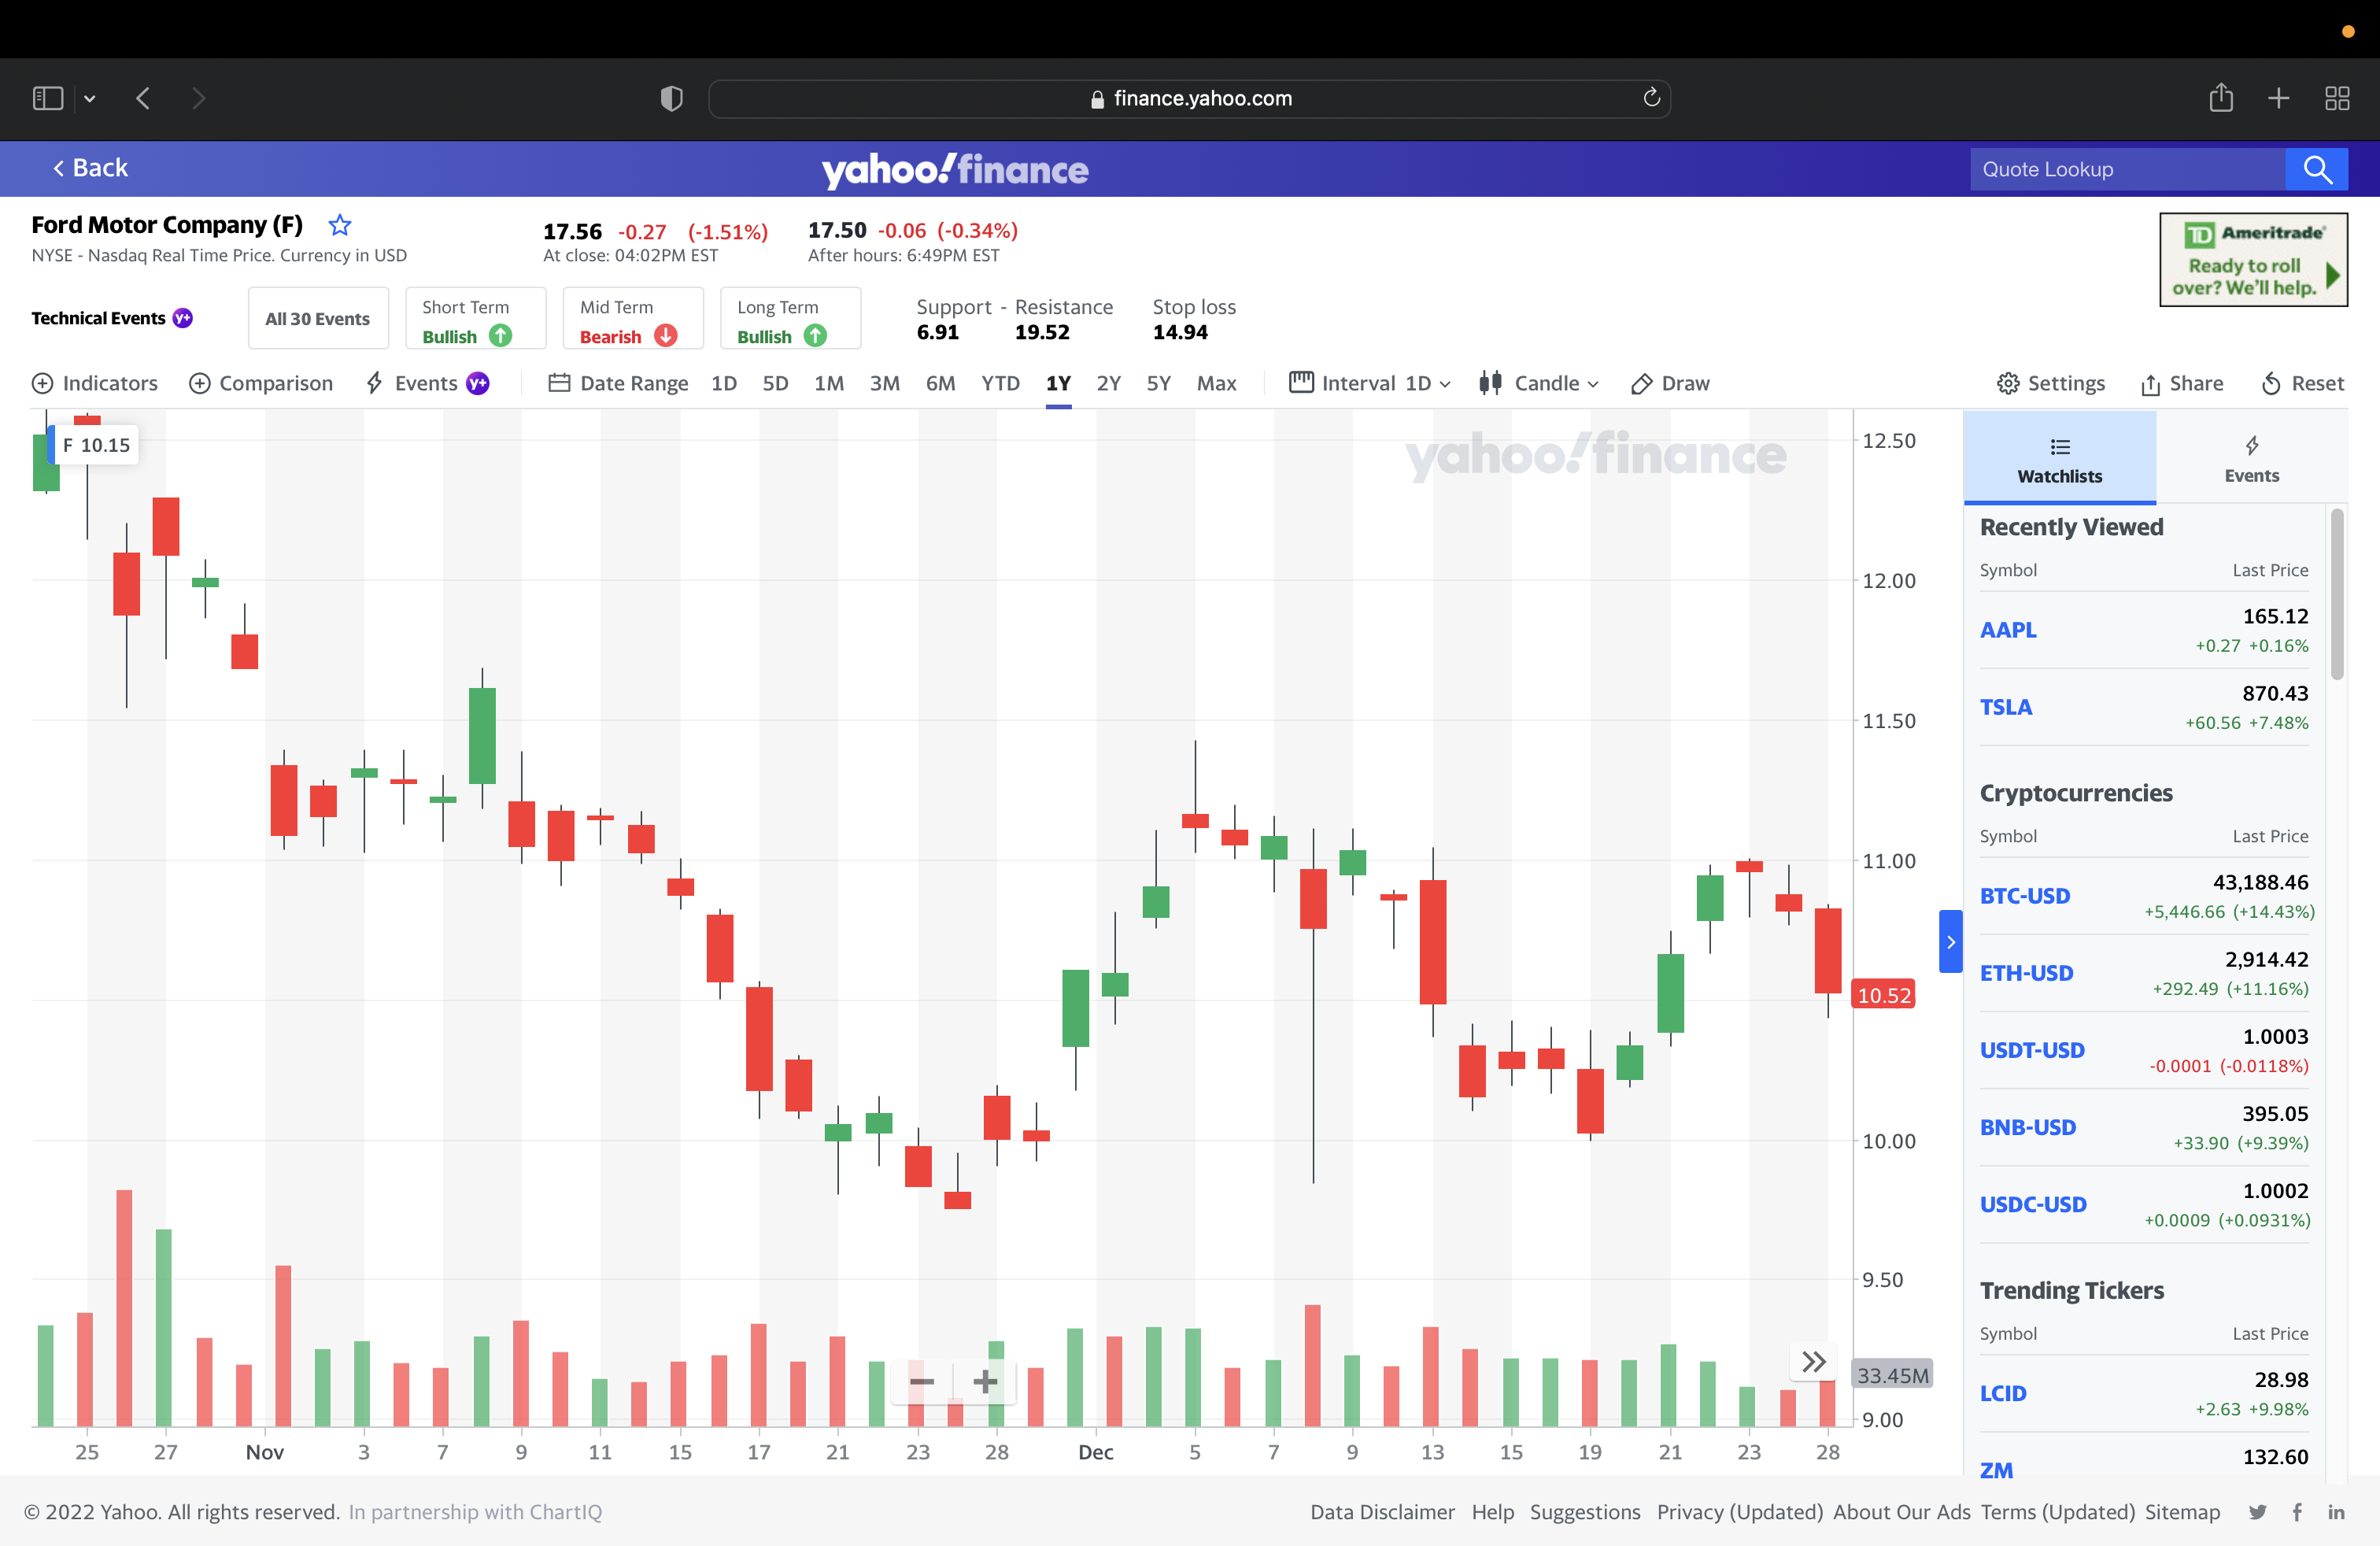 finance.yahoo.com
Back
yahoo!finance
Quote Lookup
Ford Motor Company (F)
NYSE - Nasdaq Real Time Price. Currency in USD
17.56 -0.27 (-1.51%)
At close: 04:02PM EST
17.50 -0.06 (-0.34%)
After hours: 6:49PM EST
TD Ameritrade
Ready to roll
over? We'll help.
Technical Events y+
All 30 Events
Short Term
Bullish
Mid Term
Bearish
Long Term
Bullish
Support - Resistance
6.91 19.52
Stop loss
14.94
Indicators Comparison Events y+ Date Range 1D 5D 1M 3M 6M YTD 1Y 2Y 5Y Max Interval 1D Candle Draw Settings Share Reset
F 10.15
yahoo!finance
12.50
12.00
11.50
11.00
10.52
10.00
9.50
33.45M
9.00
25 27 Nov 3 7 9 11 15 17 21 23 28 Dec 5 7 9 13 15 19 21 23 28
Watchlists
Events
Recently Viewed
Symbol Last Price
AAPL 165.12
+0.27 +0.16%
TSLA 870.43
+60.56 +7.48%
Cryptocurrencies
Symbol Last Price
BTC-USD 43,188.46
+5,446.66 (+14.43%)
ETH-USD 2,914.42
+292.49 (+11.16%)
USDT-USD 1.0003
-0.0001 (-0.0118%)
BNB-USD 395.05
+33.90 (+9.39%)
USDC-USD 1.0002
+0.0009 (+0.0931%)
Trending Tickers
Symbol Last Price
LCID 28.98
+2.63 +9.98%
ZM 132.60
© 2022 Yahoo. All rights reserved. In partnership with ChartIQ
Data Disclaimer Help Suggestions Privacy (Updated) About Our Ads Terms (Updated) Sitemap